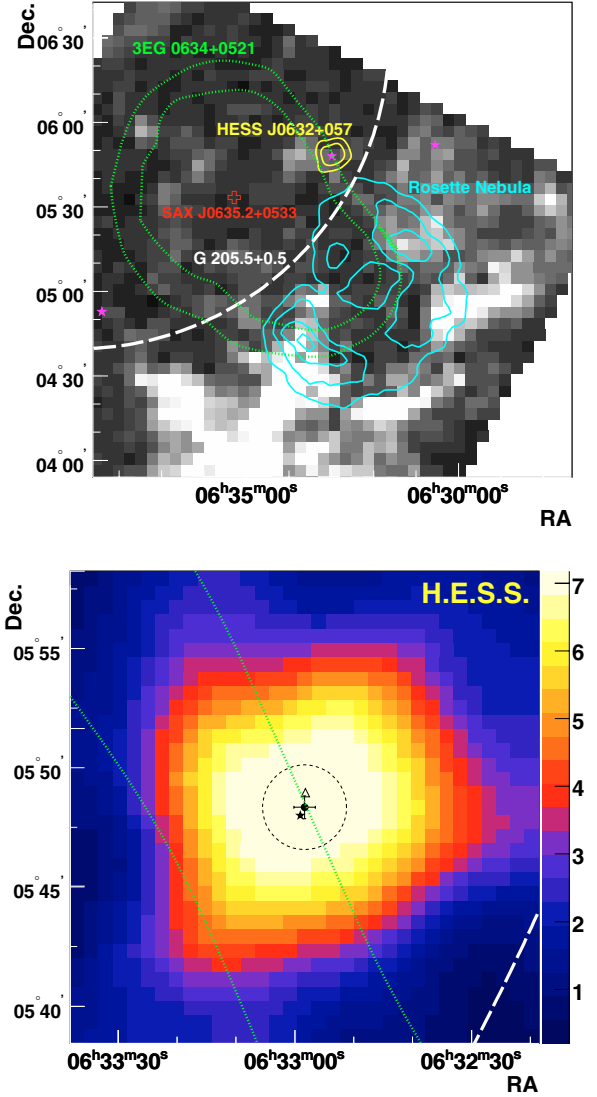 Dec.
06 30'
3EG 0634+0521
06 00'
HESS J0632+057
Rosette Nebula
05 30'
SAX J0635.2+0533
G 205.5+0.5
05 00'
04 30'
04 00'
06h35m00s
06h30m00s
RA
Dec.
H.E.S.S.
7
05 55'
6
5
05 50'
4
3
05 45'
2
05 40'
1
06h33m30s
06h33m00s
06h32m30s
RA